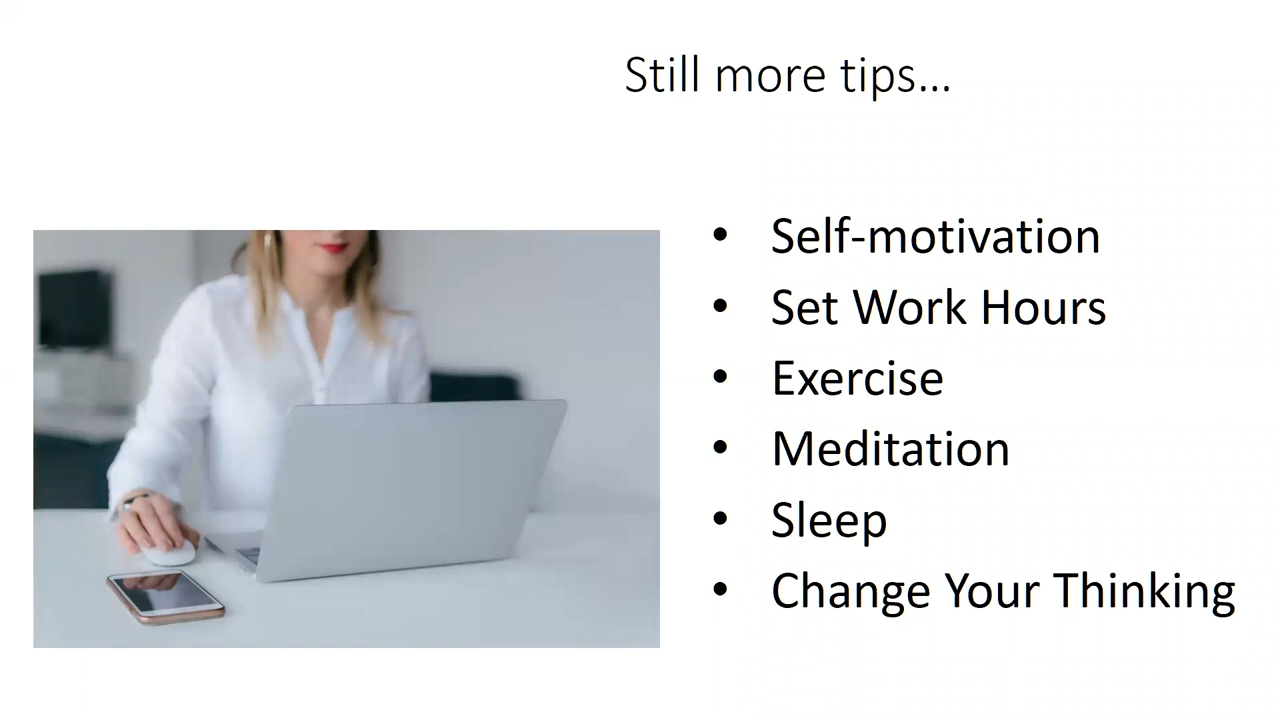 Still more tips...
• Self-motivation
• Set Work Hours
• Exercise
• Meditation
• Sleep
• Change Your Thinking